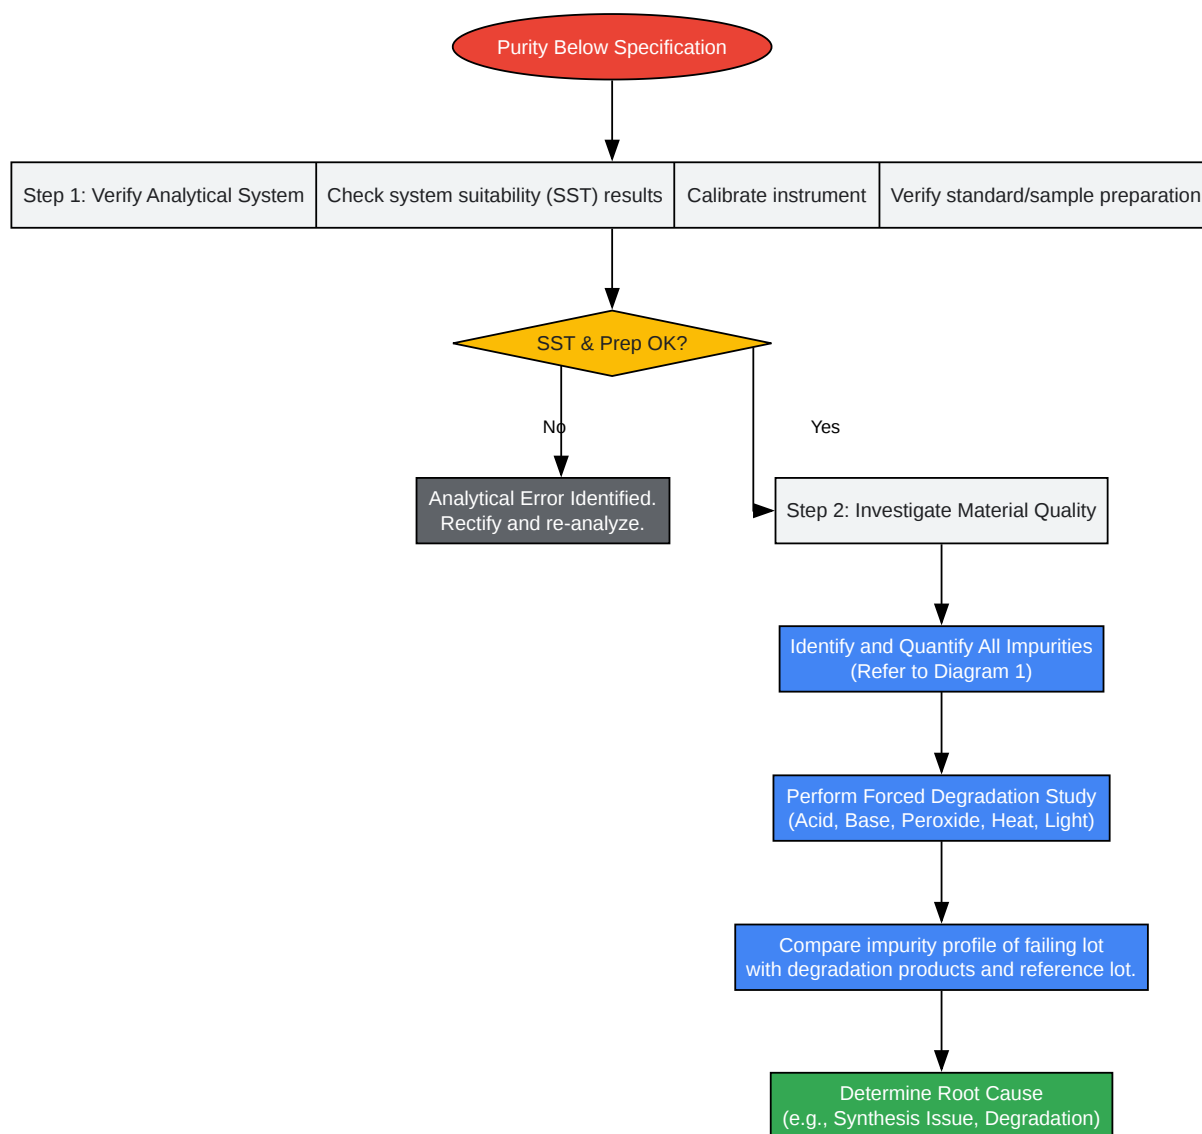 Purity Below Specification
Step 1: Verify Analytical System
Check system suitability (SST) results
Calibrate instrument
Verify standard/sample preparation
SST & Prep OK?
No
Yes
Analytical Error Identified.
Rectify and re-analyze.
Step 2: Investigate Material Quality
Identify and Quantify All Impurities
(Refer to Diagram 1)
Perform Forced Degradation Study
(Acid, Base, Peroxide, Heat, Light)
Compare impurity profile of failing lot
with degradation products and reference lot.
Determine Root Cause
(e.g., Synthesis Issue, Degradation)